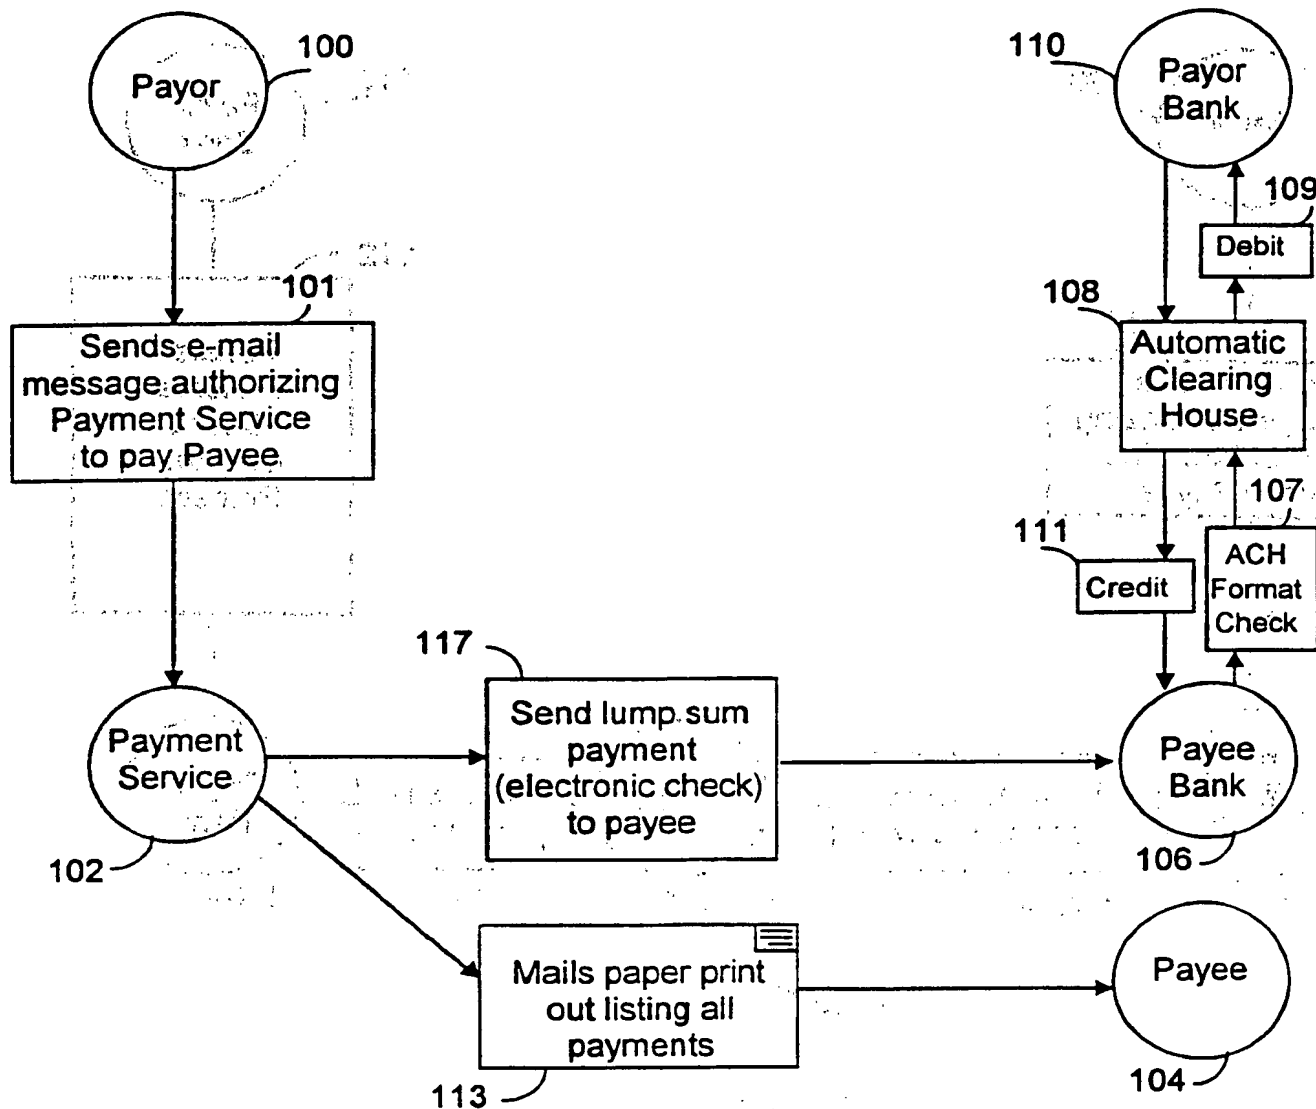 100
Payor
110
Payor
Bank
109
Debit
101
Sends e-mail
message authorizing
Payment Service
to pay Payee
108
Automatic
Clearing
House
107
ACH
Format
Check
111
Credit
117
Send lump sum
payment
(electronic check)
to payee
Payment
Service
102
Payee
Bank
106
Mails paper print
out listing all
payments
113
Payee
104